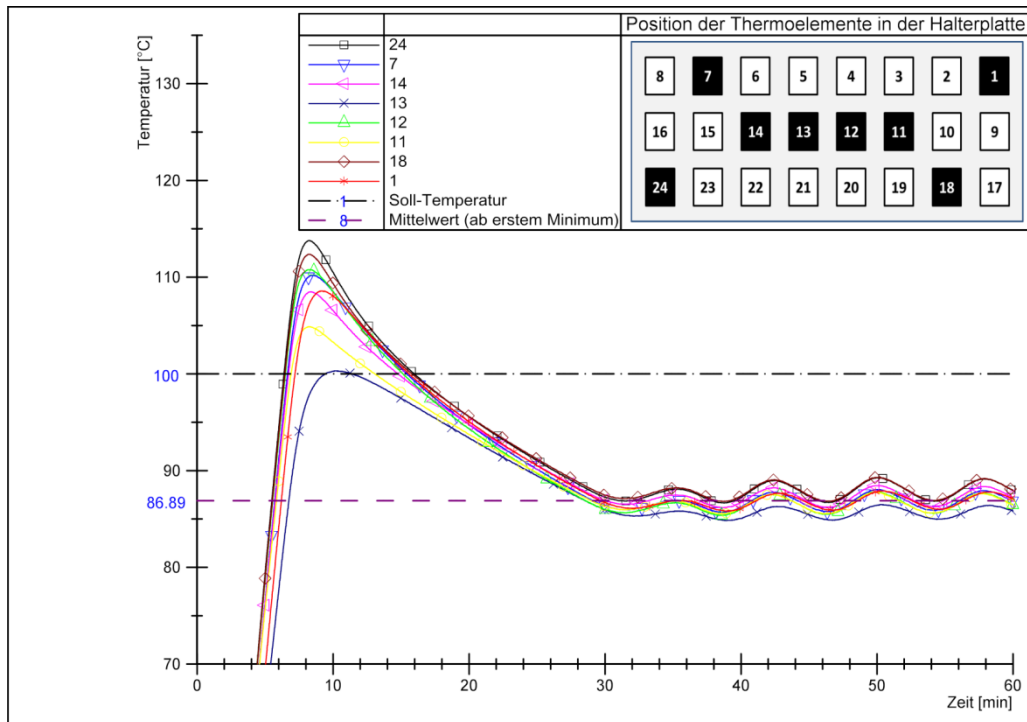 Temperatur [°C]
130
120
110
100
90
86.89
80
70
0
10
20
30
40
50
60
Zeit [min]
24
7
14
13
12
11
18
1
1 Soll-Temperatur
8 Mittelwert (ab erstem Minimum)
Position der Thermoelemente in der Halterplatte
8 7 6 5 4 3 2 1
16 15 14 13 12 11 10 9
24 23 22 21 20 19 18 17